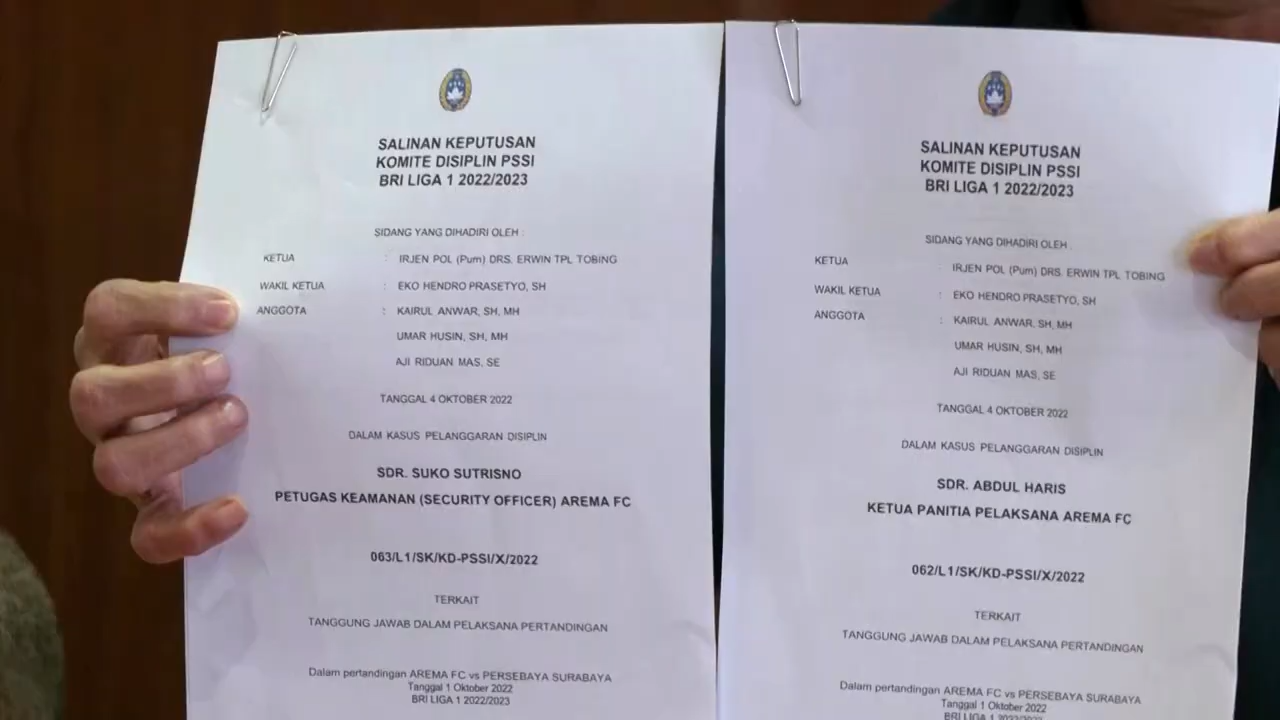 SALINAN KEPUTUSAN
KOMITE DISIPLIN PSSI
BRI LIGA 1 2022/2023
SIDANG YANG DIHADIRI OLEH :
KETUA : IRJEN POL (Pum) DRS. ERWIN TPL TOBING
WAKIL KETUA : EKO HENDRO PRASETYO, SH
ANGGOTA : KAIRUL ANWAR, SH, MH
UMAR HUSIN, SH, MH
AJI RIDUAN MAS, SE
TANGGAL 4 OKTOBER 2022
DALAM KASUS PELANGGARAN DISIPLIN
SDR. SUKO SUTRISNO
PETUGAS KEAMANAN (SECURITY OFFICER) AREMA FC
063/L1/SK/KD-PSSI/X/2022
TERKAIT
TANGGUNG JAWAB DALAM PELAKSANA PERTANDINGAN
Dalam pertandingan AREMA FC vs PERSEBAYA SURABAYA
Tanggal 1 Oktober 2022
BRI LIGA 1 2022/2023
SALINAN KEPUTUSAN
KOMITE DISIPLIN PSSI
BRI LIGA 1 2022/2023
SIDANG YANG DIHADIRI OLEH :
KETUA : IRJEN POL (Pum) DRS. ERWIN TPL TOBING
WAKIL KETUA : EKO HENDRO PRASETYO, SH
ANGGOTA : KAIRUL ANWAR, SH, MH
UMAR HUSIN, SH, MH
AJI RIDUAN MAS, SE
TANGGAL 4 OKTOBER 2022
DALAM KASUS PELANGGARAN DISIPLIN
SDR. ABDUL HARIS
KETUA PANITIA PELAKSANA AREMA FC
062/L1/SK/KD-PSSI/X/2022
TERKAIT
TANGGUNG JAWAB DALAM PELAKSANA PERTANDINGAN
Dalam pertandingan AREMA FC vs PERSEBAYA SURABAYA
Tanggal 1 Oktober 2022
BRI LIGA 1 2022/2023